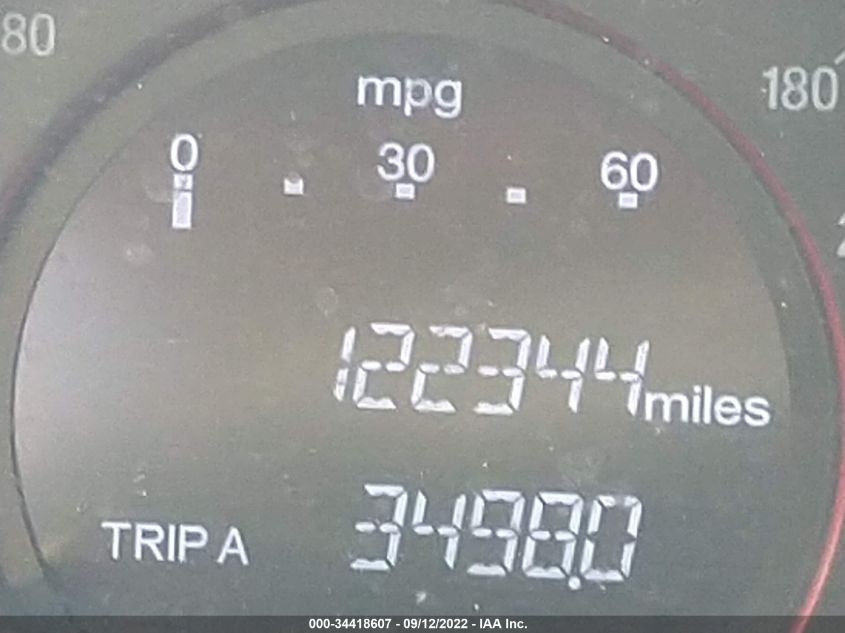 80
180
mpg
0 30 60
122344 miles
TRIP A 3498.0
000-34418607 - 09/12/2022 - IAA Inc.